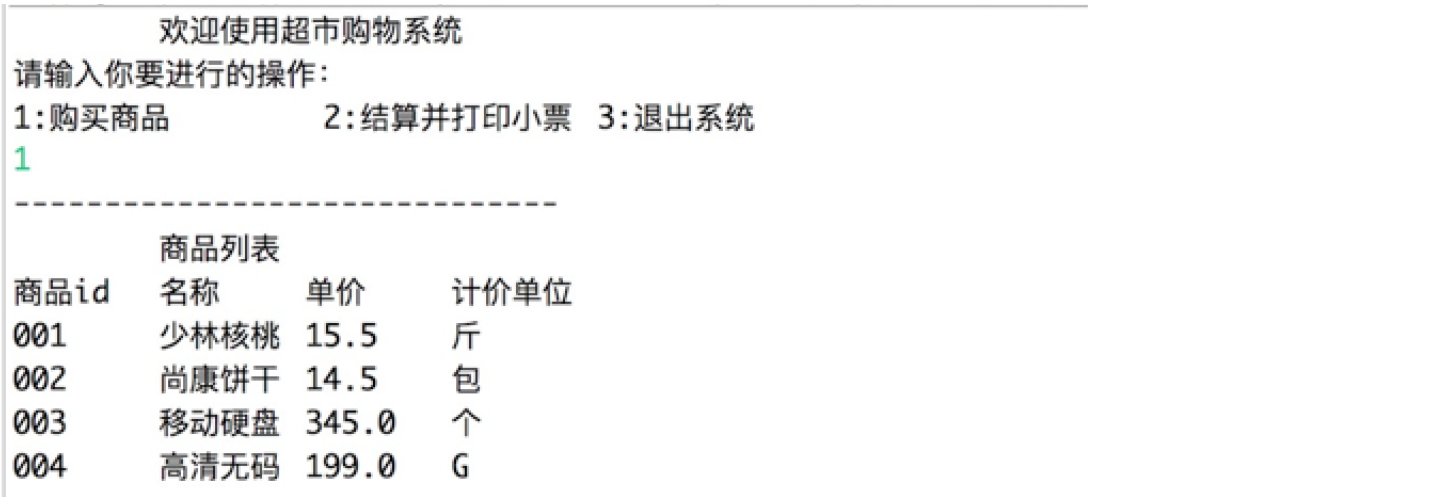 欢迎使用超市购物系统
请输入你要进行的操作：
1:购买商品 2:结算并打印小票 3:退出系统
1
------------------------------
商品列表
商品id 名称 单价 计价单位
001 少林核桃 15.5 斤
002 尚康饼干 14.5 包
003 移动硬盘 345.0 个
004 高清无码 199.0 G